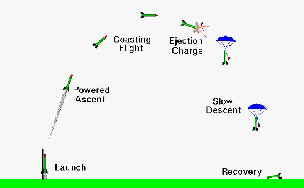 Coasting
Flight
Ejection
Charge
Powered
Ascent
Slow
Descent
Launch
Recovery